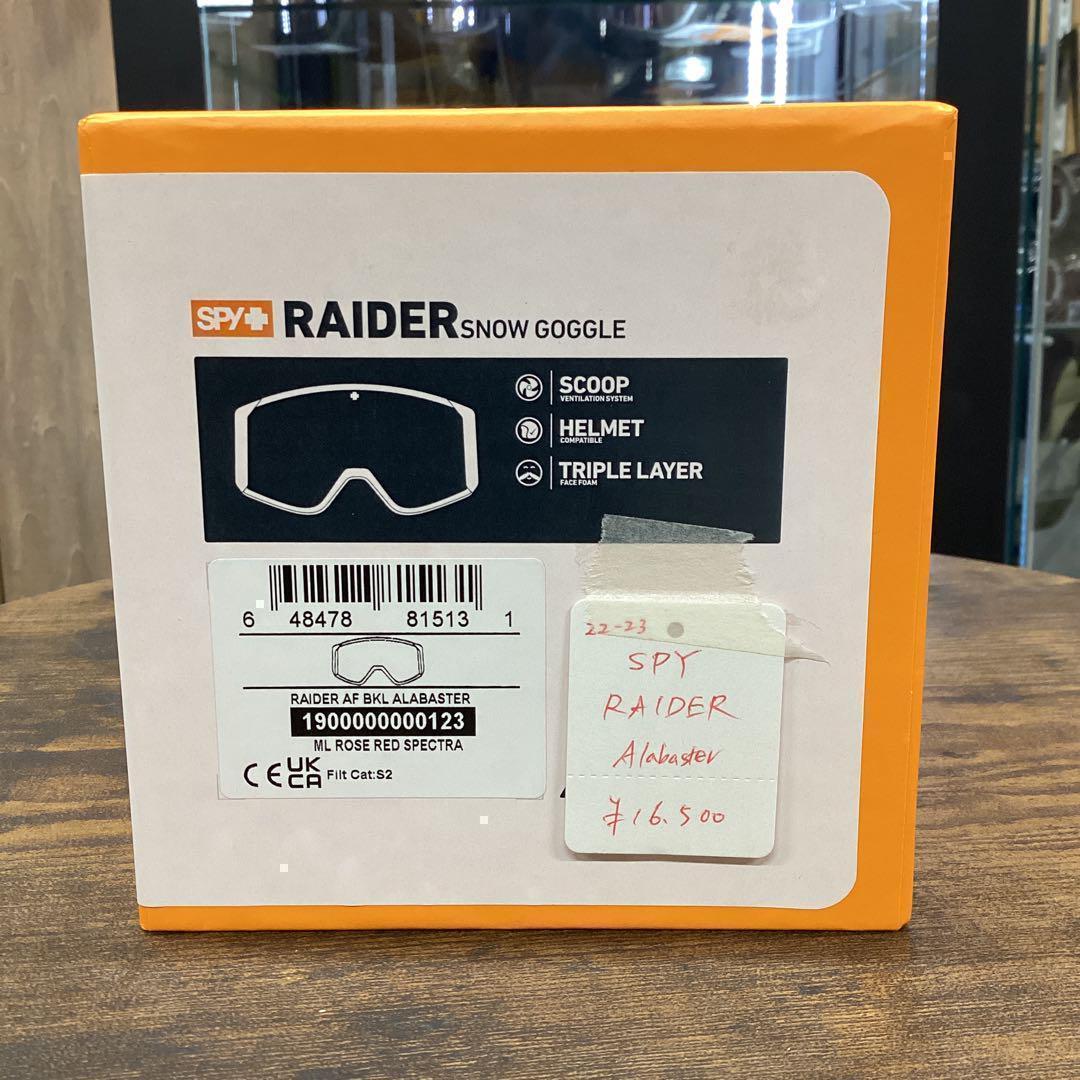 SPY+ RAIDER SNOW GOGGLE
SCOOP
VENTILATION SYSTEM
HELMET
COMPATIBLE
TRIPLE LAYER
FACE FOAM
6 48478 81513 1
RAIDER AF BKL ALABASTER
1900000000123
ML ROSE RED SPECTRA
CE UK CA Filt Cat:S2
22-23
SPY
RAIDER
Alabaster
¥16.500